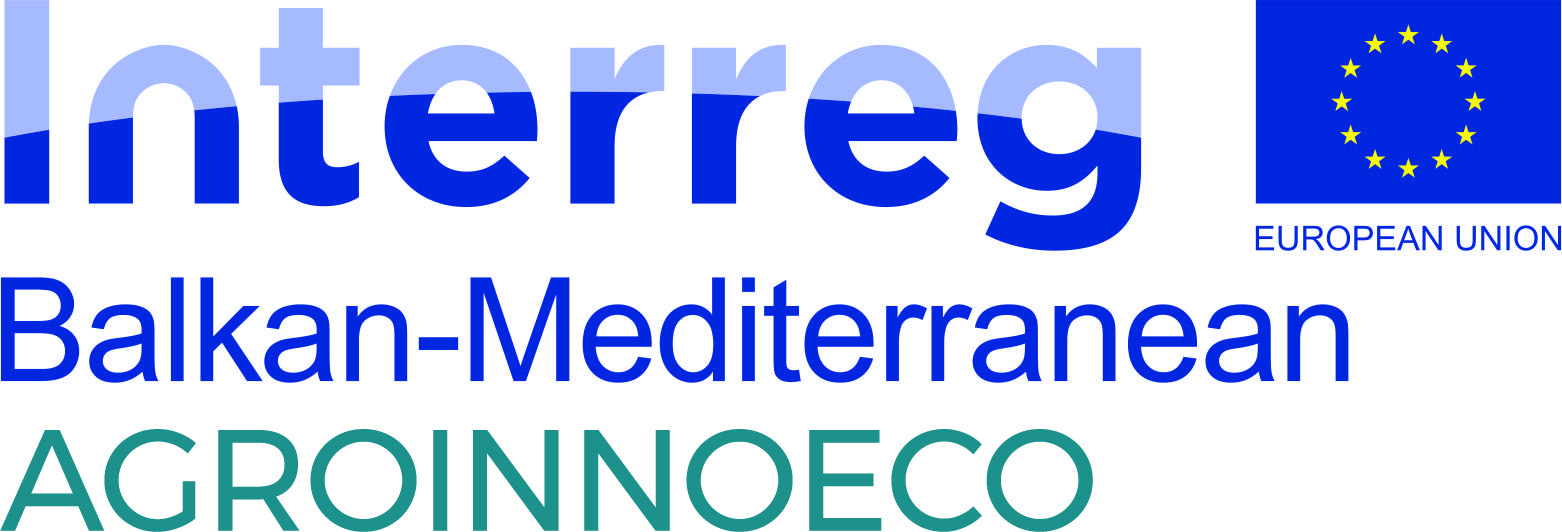 Interreg
EUROPEAN UNION
Balkan-Mediterranean
AGROINNOECO